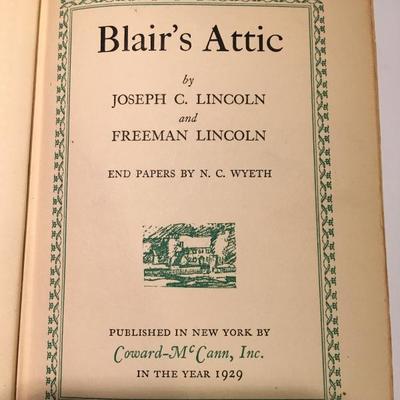 Blair's Attic
by
JOSEPH C. LINCOLN
and
FREEMAN LINCOLN
END PAPERS BY N. C. WYETH
PUBLISHED IN NEW YORK BY
Coward-McCann, Inc.
IN THE YEAR 1929